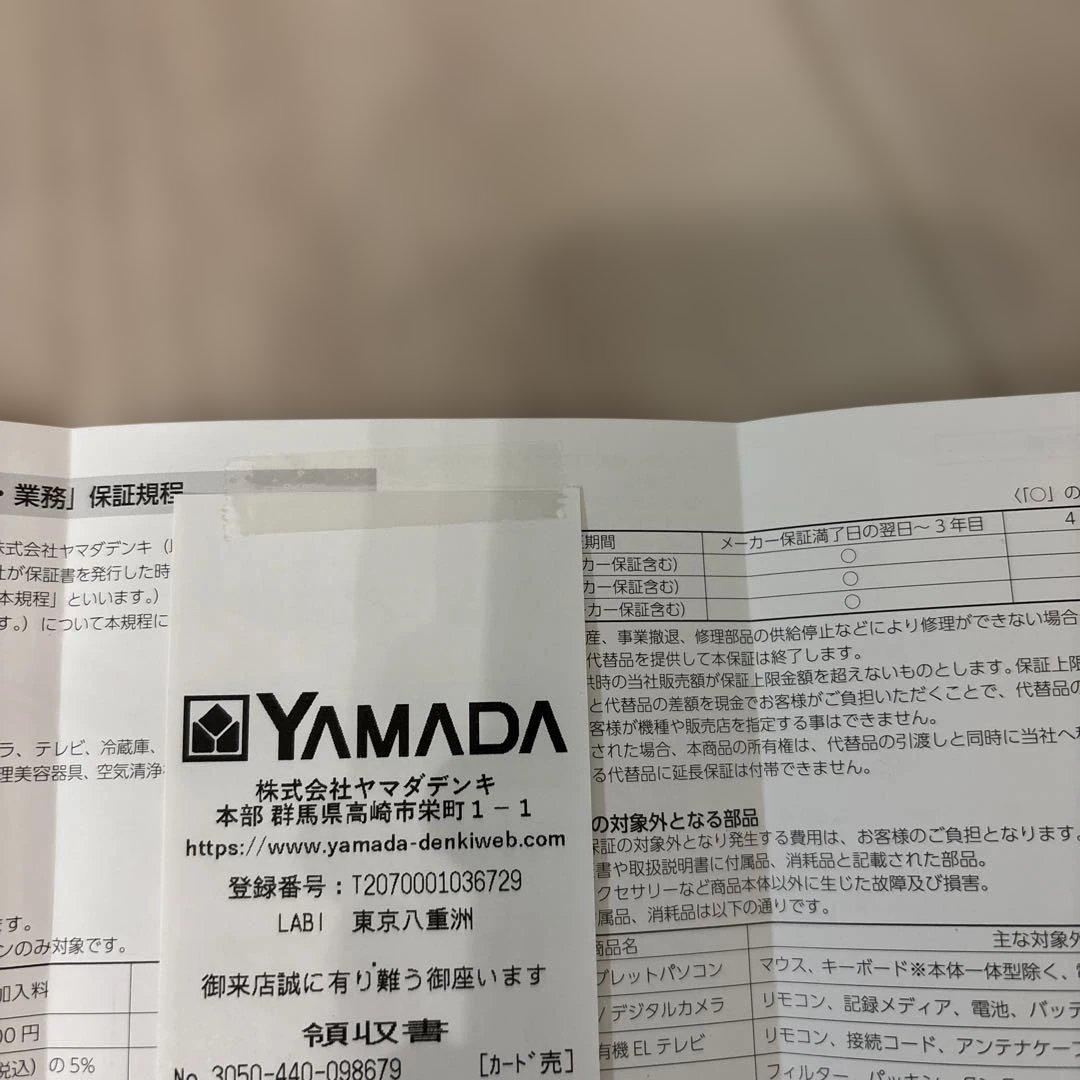 ・業務」保証規程
株式会社ヤマダデンキ（
社が保証書を発行した時
本規程」といいます。）
す。）について本規程に
ラ、テレビ、冷蔵庫、
理美容器具、空気清浄
ます。
ンのみ対象です。
加入料
00円
税込）の5%
YAMADA
株式会社ヤマダデンキ
本部 群馬県高崎市栄町１－１
https://www.yamada-denkiweb.com
登録番号：T2070001036729
LABI 東京八重洲
御来店誠に有り難う御座います
領収書
No 3050-440-098679 [ｶｰﾄﾞ売]
〈「○」の
期間 メーカー保証満了日の翌日～３年目 4
カー保証含む） ○
カー保証含む） ○
ーカー保証含む） ○
産、事業撤退、修理部品の供給停止などにより修理ができない場合
代替品を提供して本保証は終了します。
供時の当社販売額が保証上限金額を超えないものとします。保証上限
と代替品の差額を現金でお客様がご負担いただくことで、代替品の
客様が機種や販売店を指定する事はできません。
された場合、本商品の所有権は、代替品の引渡しと同時に当社へ
る代替品に延長保証は付帯できません。
の対象外となる部品
保証の対象外となり発生する費用は、お客様のご負担となります。
書や取扱説明書に付属品、消耗品と記載された部品。
クセサリーなど商品本体以外に生じた故障及び損害。
属品、消耗品は以下の通りです。
商品名 主な対象外
ブレットパソコン マウス、キーボード※本体一体型除く、
/ デジタルカメラ リモコン、記録メディア、電池、バッテ
有機ELテレビ リモコン、接続コード、アンテナケーブ
フィルター、パッキン、